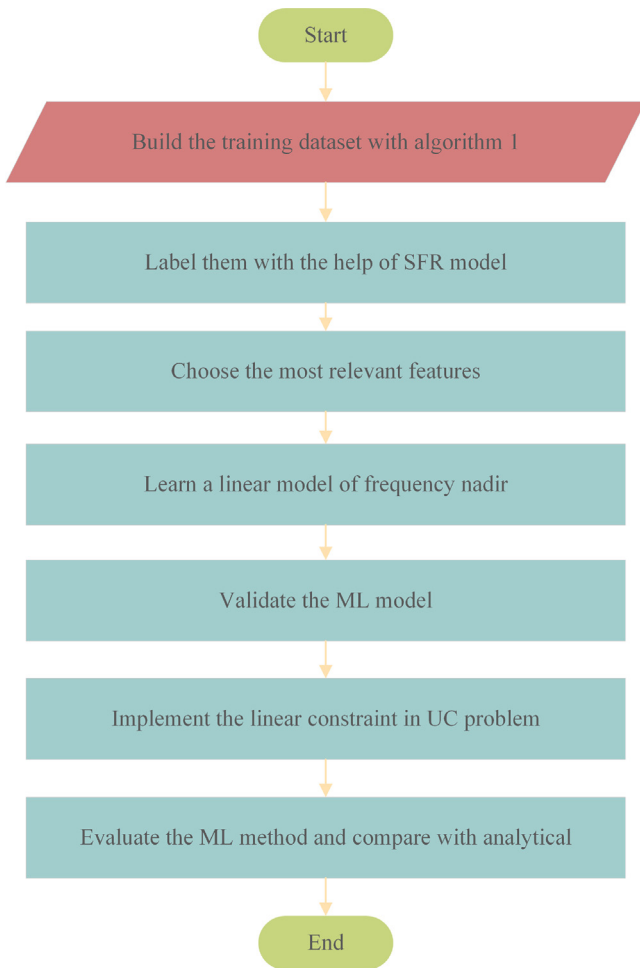 Start
Build the training dataset with algorithm 1
Label them with the help of SFR model
Choose the most relevant features
Learn a linear model of frequency nadir
Validate the ML model
Implement the linear constraint in UC problem
Evaluate the ML method and compare with analytical
End